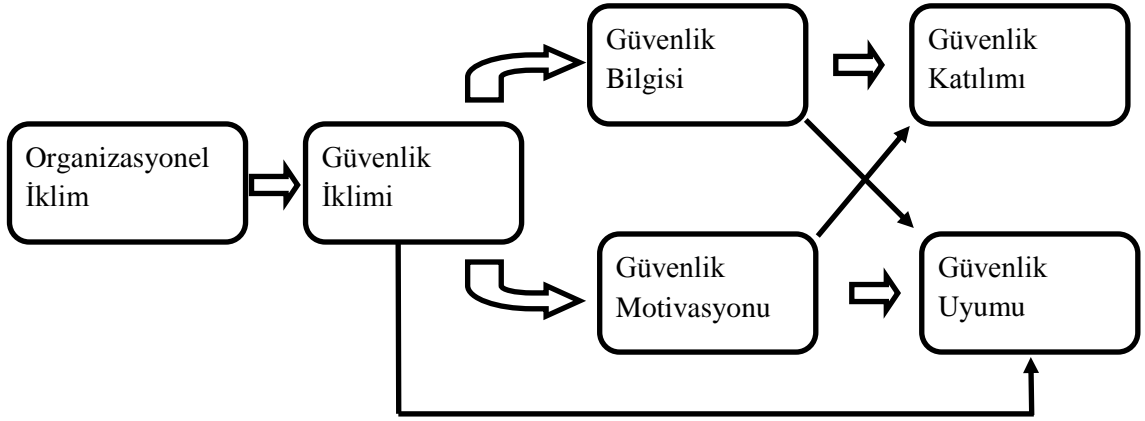 Organizasyonel
İklim
Güvenlik
İklimi
Güvenlik
Bilgisi
Güvenlik
Katılımı
Güvenlik
Motivasyonu
Güvenlik
Uyumu